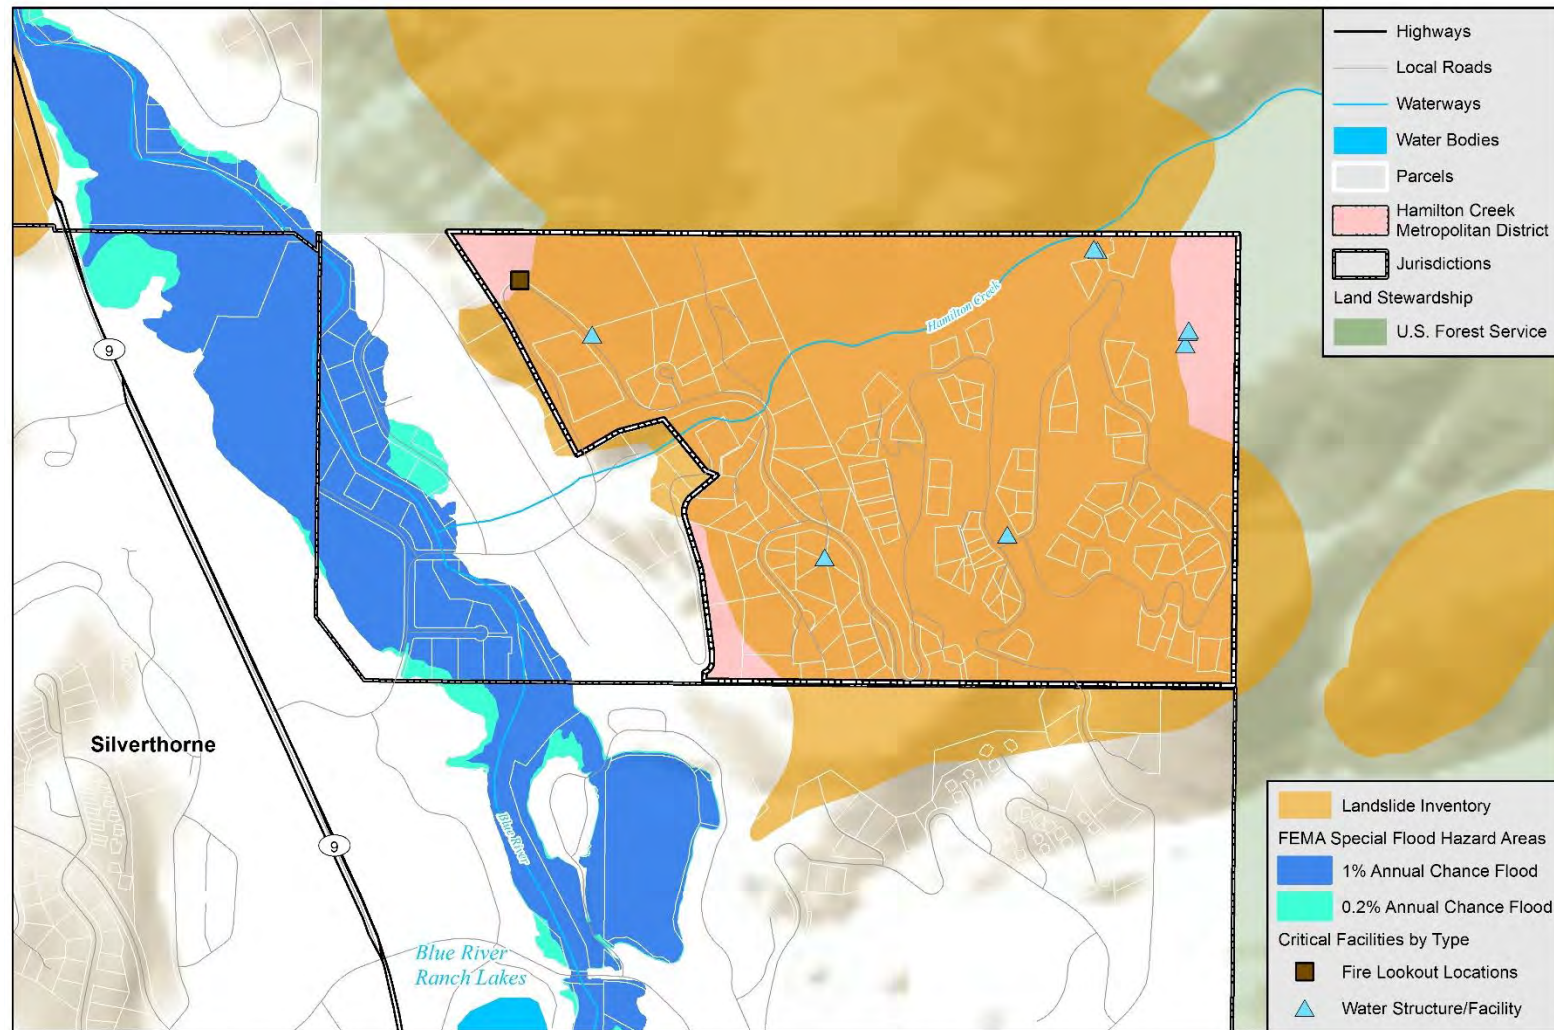 Highways
Local Roads
Waterways
Water Bodies
Parcels
Hamilton Creek
Metropolitan District
Jurisdictions
Land Stewardship
U.S. Forest Service
Hamilton Creek
9
Silverthorne
Blue River
9
Blue River
Ranch Lakes
Landslide Inventory
FEMA Special Flood Hazard Areas
1% Annual Chance Flood
0.2% Annual Chance Flood
Critical Facilities by Type
Fire Lookout Locations
Water Structure/Facility